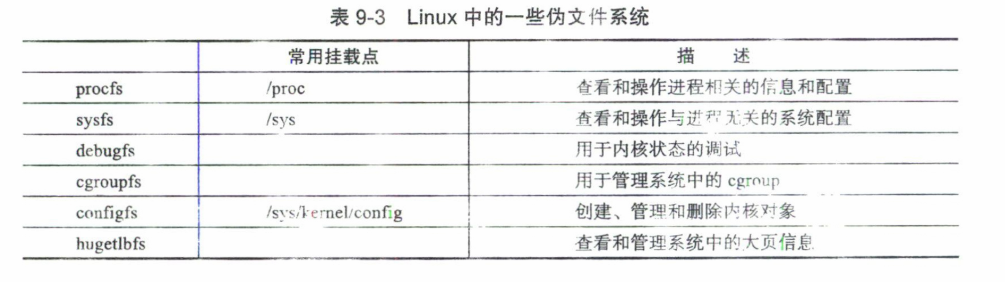 表 9-3 Linux 中的一些伪文件系统
常用挂载点 描 述
procfs /proc 查看和操作进程相关的信息和配置
sysfs /sys 查看和操作与进程无关的系统配置
debugfs 用于内核状态的调试
cgroupfs 用于管理系统中的 cgroup
configfs /sys/kernel/config 创建、管理和删除内核对象
hugetlbfs 查看和管理系统中的大页信息